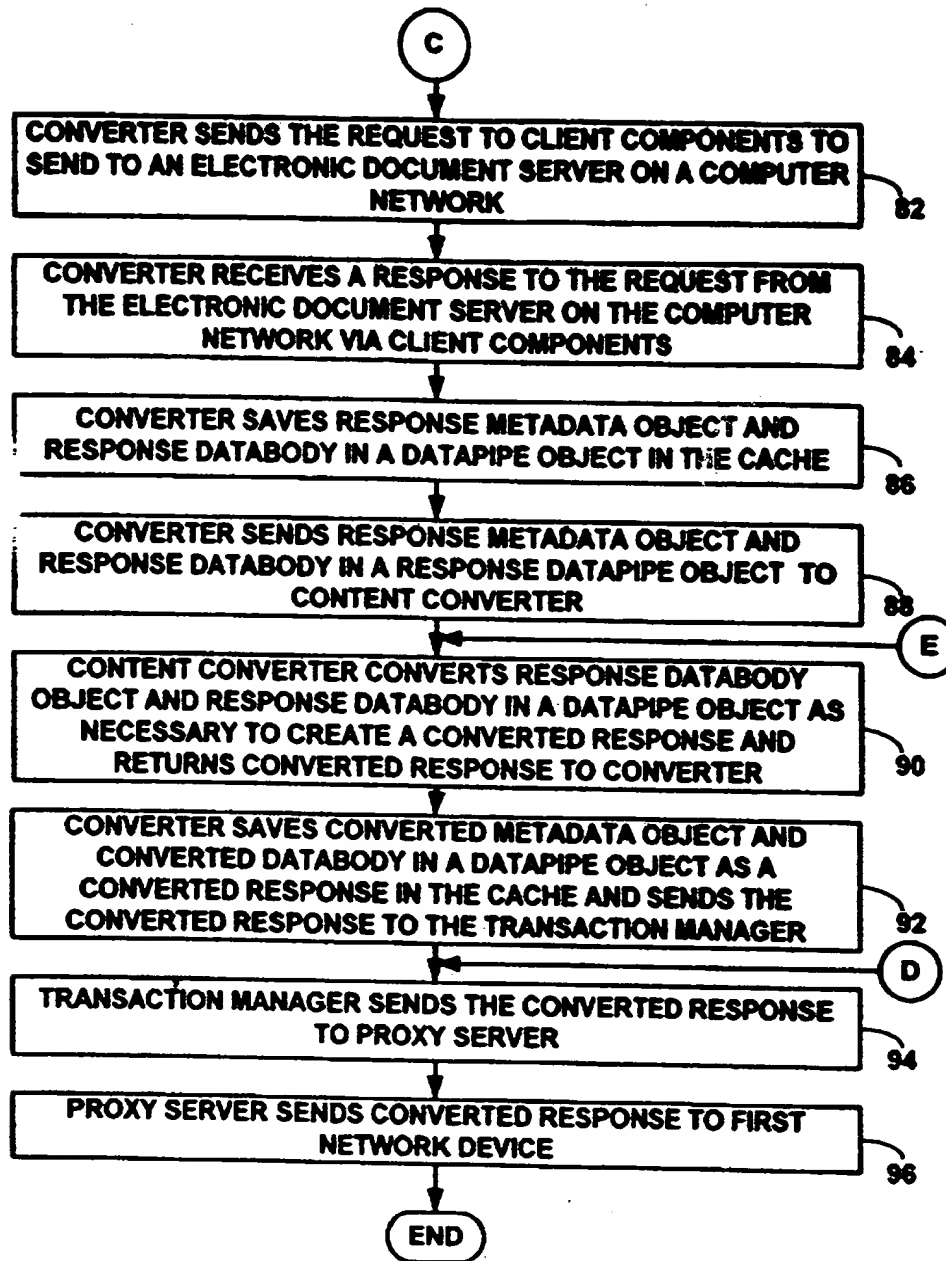 C
CONVERTER SENDS THE REQUEST TO CLIENT COMPONENTS TO
SEND TO AN ELECTRONIC DOCUMENT SERVER ON A COMPUTER
NETWORK
82
CONVERTER RECEIVES A RESPONSE TO THE REQUEST FROM
THE ELECTRONIC DOCUMENT SERVER ON THE COMPUTER
NETWORK VIA CLIENT COMPONENTS
84
CONVERTER SAVES RESPONSE METADATA OBJECT AND
RESPONSE DATABODY IN A DATAPIPE OBJECT IN THE CACHE
86
CONVERTER SENDS RESPONSE METADATA OBJECT AND
RESPONSE DATABODY IN A RESPONSE DATAPIPE OBJECT TO
CONTENT CONVERTER
88
E
CONTENT CONVERTER CONVERTS RESPONSE DATABODY
OBJECT AND RESPONSE DATABODY IN A DATAPIPE OBJECT AS
NECESSARY TO CREATE A CONVERTED RESPONSE AND
RETURNS CONVERTED RESPONSE TO CONVERTER
90
CONVERTER SAVES CONVERTED METADATA OBJECT AND
CONVERTED DATABODY IN A DATAPIPE OBJECT AS A
CONVERTED RESPONSE IN THE CACHE AND SENDS THE
CONVERTED RESPONSE TO THE TRANSACTION MANAGER
92
D
TRANSACTION MANAGER SENDS THE CONVERTED RESPONSE
TO PROXY SERVER
94
PROXY SERVER SENDS CONVERTED RESPONSE TO FIRST
NETWORK DEVICE
96
END